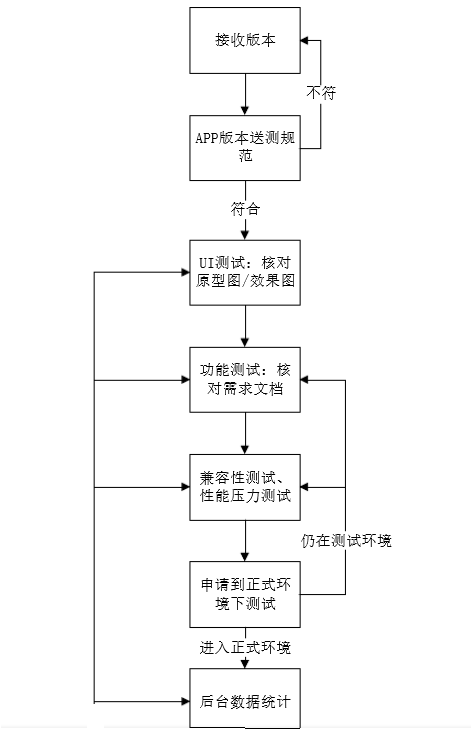 接收版本
不符
APP版本送测规
范
符合
UI测试：核对
原型图/效果图
功能测试：核
对需求文档
兼容性测试、
性能压力测试
仍在测试环境
申请到正式环
境下测试
进入正式环境
后台数据统计